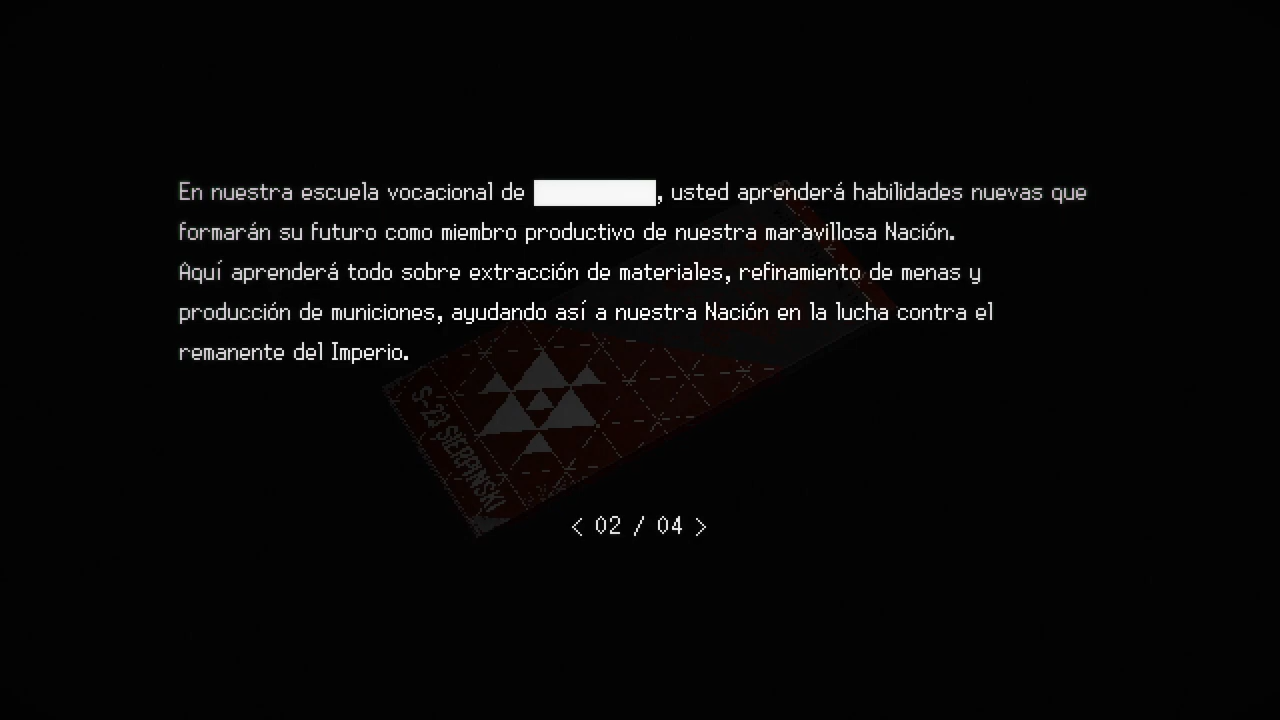 En nuestra escuela vocacional de , usted aprenderá habilidades nuevas que
formarán su futuro como miembro productivo de nuestra maravillosa Nación.
Aquí aprenderá todo sobre extracción de materiales, refinamiento de menas y
producción de municiones, ayudando así a nuestra Nación en la lucha contra el
remanente del Imperio.
S-23 SIERPINSKI
< 02 / 04 >